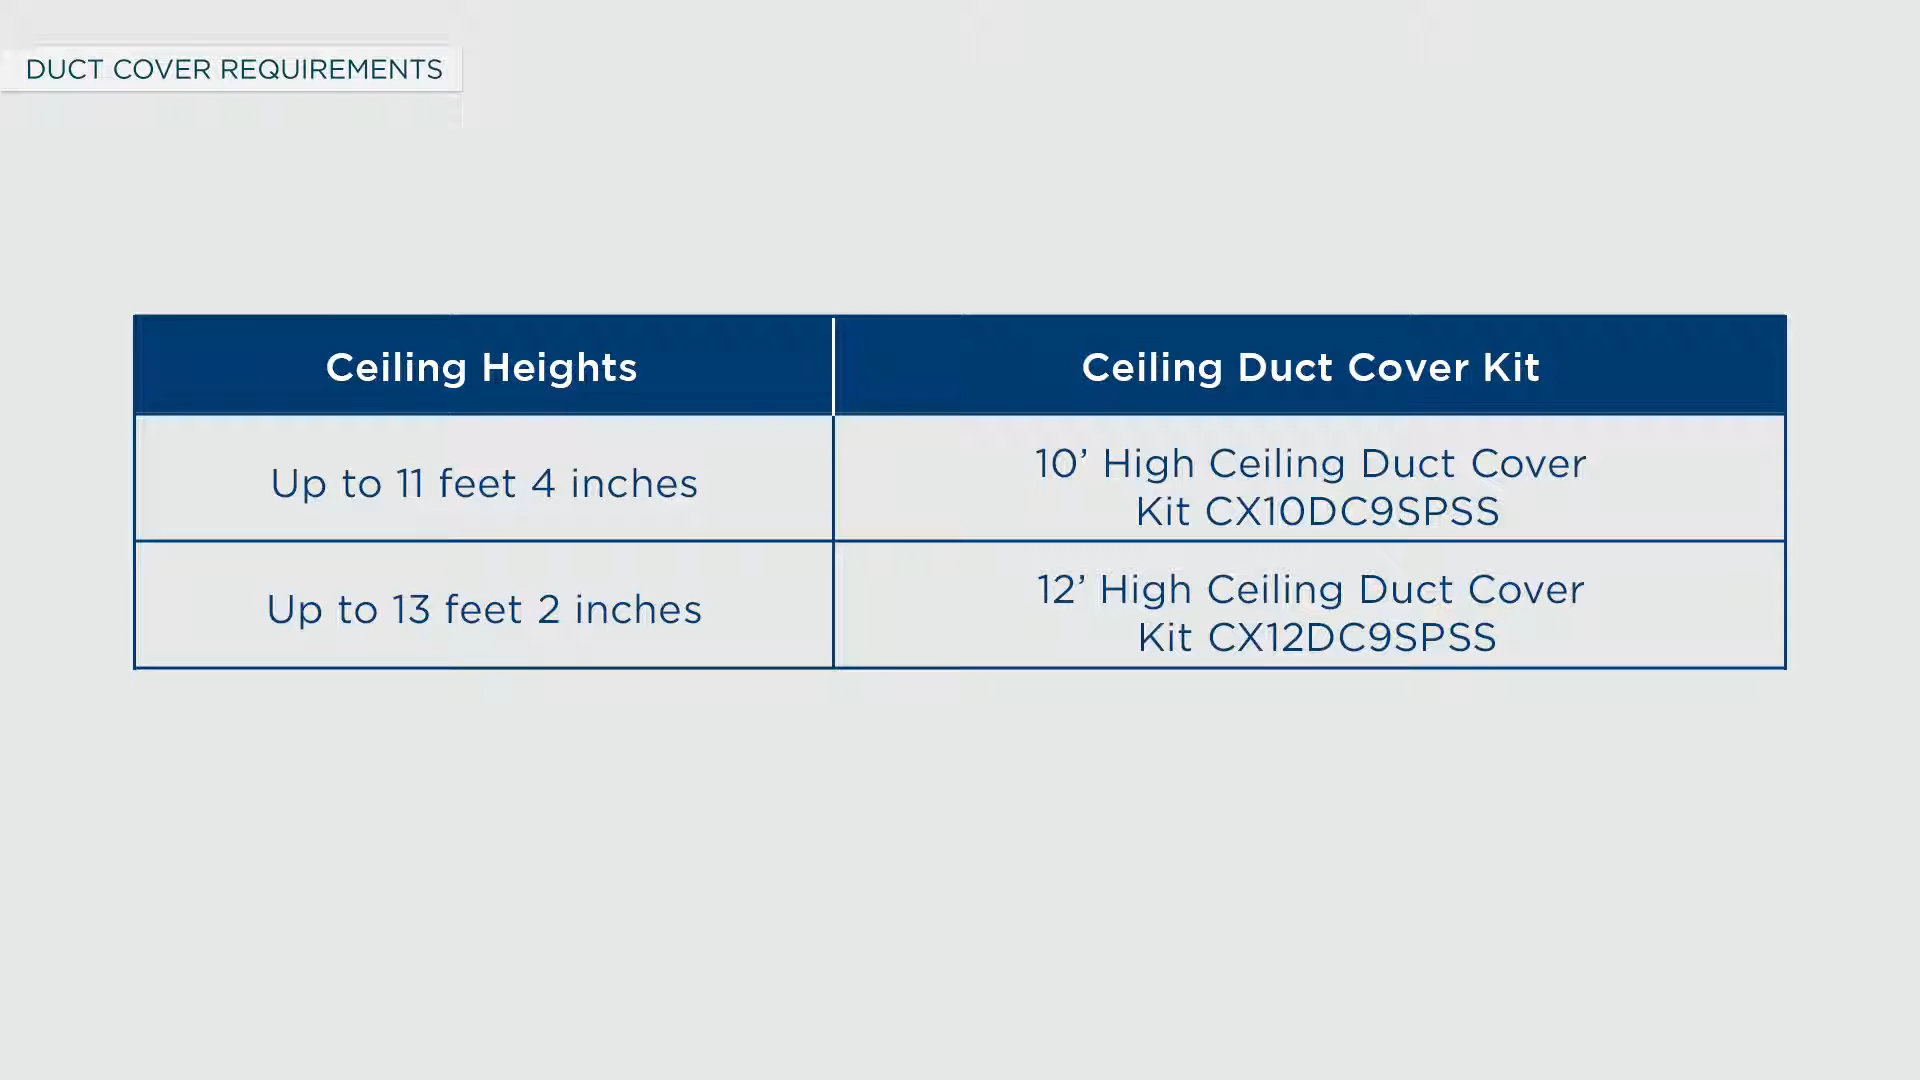 DUCT COVER REQUIREMENTS
Ceiling Heights
Ceiling Duct Cover Kit
Up to 11 feet 4 inches
10’ High Ceiling Duct Cover
Kit CX10DC9SPSS
Up to 13 feet 2 inches
12’ High Ceiling Duct Cover
Kit CX12DC9SPSS